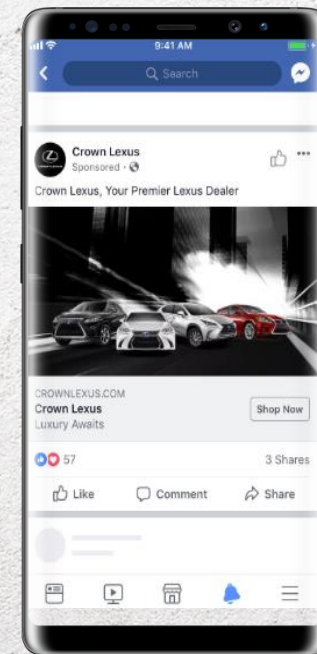 9:41 AM
Search
Crown Lexus
Sponsored
Crown Lexus, Your Premier Lexus Dealer
CROWNLEXUS.COM
Crown Lexus
Luxury Awaits
Shop Now
57
3 Shares
Like
Comment
Share